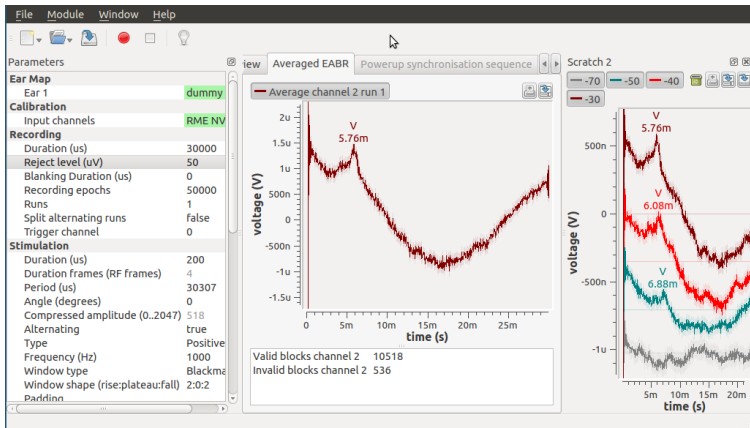 File Module Window Help
Parameters
Ear Map
Ear 1 dummy
Calibration
Input channels RME NV
Recording
Duration (us) 30000
Reject level (uV) 50
Blanking Duration (us) 0
Recording epochs 50000
Runs 1
Split alternating runs false
Trigger channel 0
Stimulation
Duration (us) 200
Duration frames (RF frames) 4
Period (us) 30307
Angle (degrees) 0
Compressed amplitude (0..2047) 518
Alternating true
Type Positive
Frequency (Hz) 1000
Window type Blackma
Window shape (rise:plateau:fall) 2:0:2
Padding
iew Averaged EABR Powerup synchronisation sequence
Average channel 2 run 1
V
5.76m
voltage (V)
2u
1.5u
1u
500n
0
-500n
-1u
-1.5u
0 5m 10m 15m 20m 25m
time (s)
Valid blocks channel 2 10518
Invalid blocks channel 2 536
Scratch 2
-70 -50 -40
-30
V
5.76m
V
6.08m
V
6.88m
voltage (V)
500n
0
-500n
-1u
5m 10m 15m 20m
time (s)